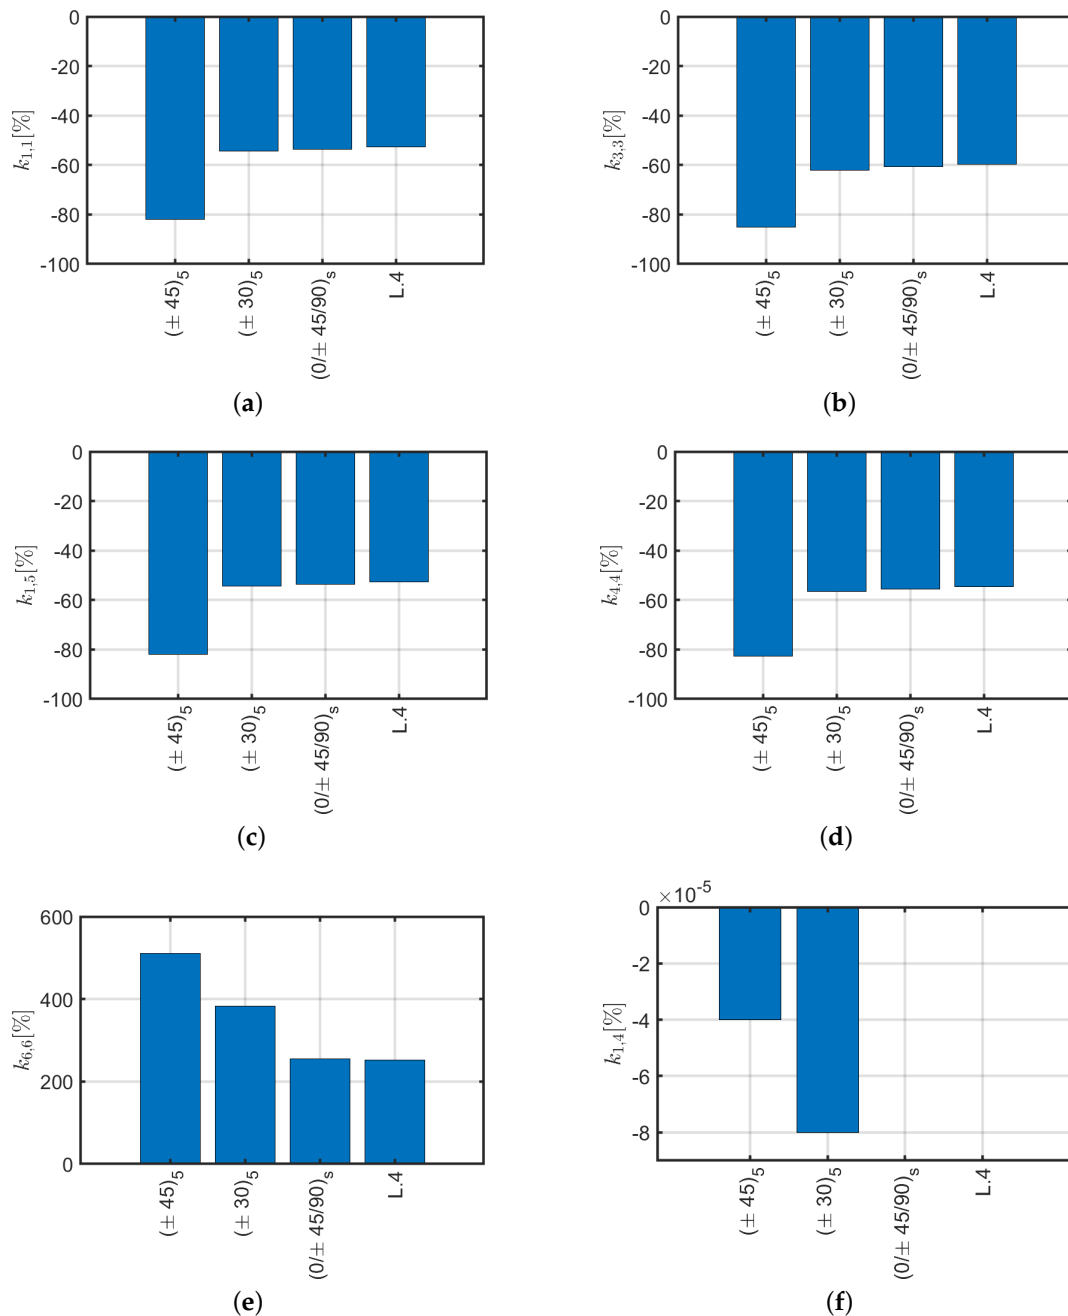 0
-20
-40
-60
-80
-100
k1,1[%]
(± 45)5
(± 30)5
(0/± 45/90)s
L.4
(a)
0
-20
-40
-60
-80
-100
k3,3[%]
(± 45)5
(± 30)5
(0/± 45/90)s
L.4
(b)
0
-20
-40
-60
-80
-100
k1,5[%]
(± 45)5
(± 30)5
(0/± 45/90)s
L.4
(c)
0
-20
-40
-60
-80
-100
k4,4[%]
(± 45)5
(± 30)5
(0/± 45/90)s
L.4
(d)
600
400
200
0
k6,6[%]
(± 45)5
(± 30)5
(0/± 45/90)s
L.4
(e)
×10-5
0
-2
-4
-6
-8
k1,4[%]
(± 45)5
(± 30)5
(0/± 45/90)s
L.4
(f)